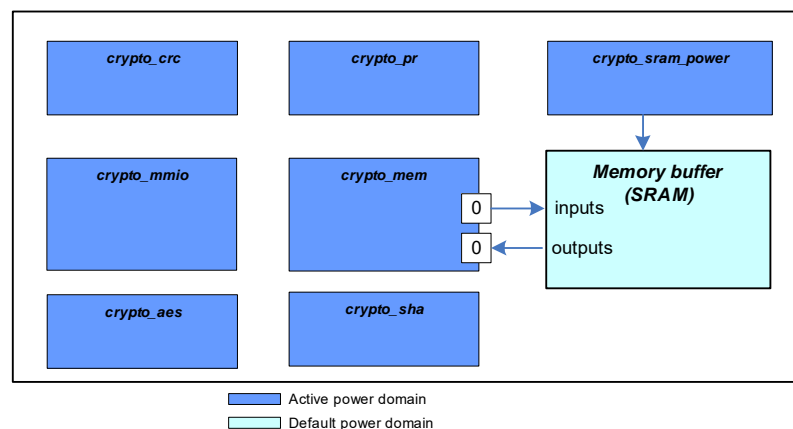 crypto_crc
crypto_pr
crypto_sram_power
crypto_mmio
crypto_mem
Memory buffer
(SRAM)
0
inputs
0
outputs
crypto_aes
crypto_sha
Active power domain
Default power domain